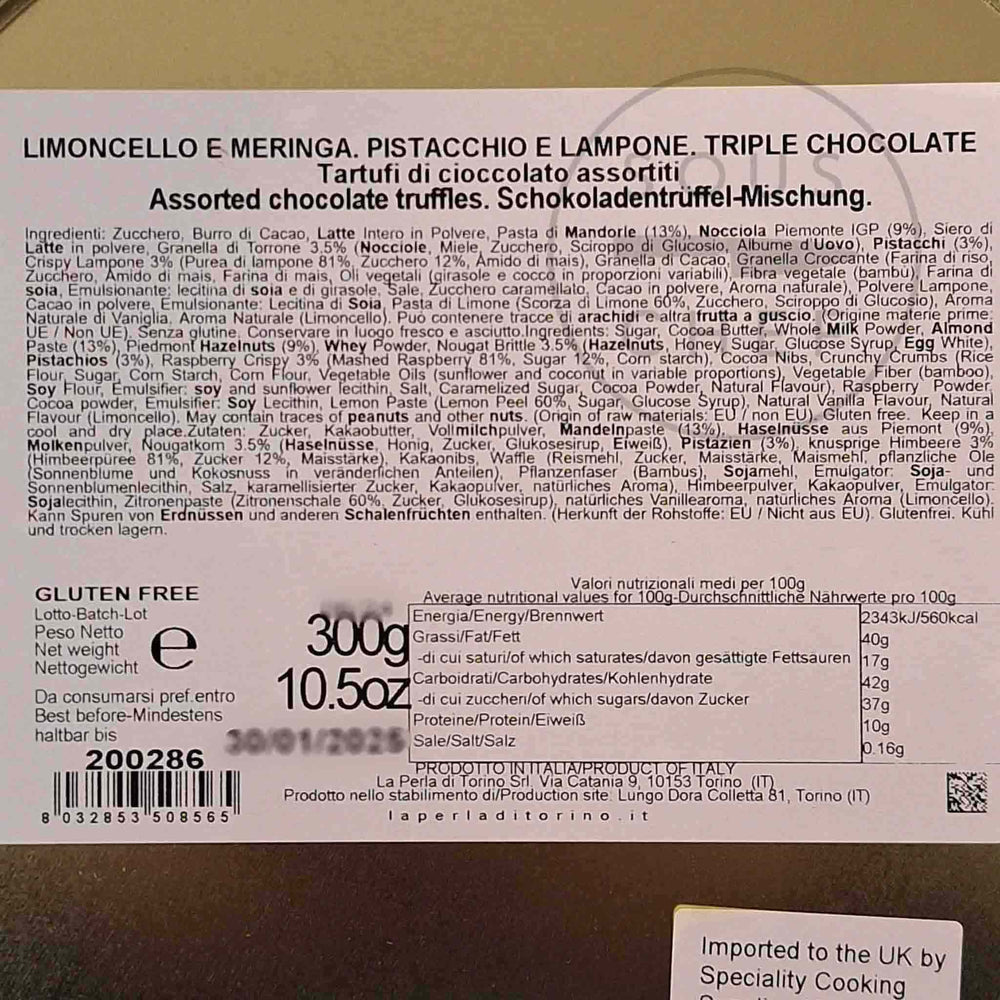 LIMONCELLO E MERINGA. PISTACCHIO E LAMPONE. TRIPLE CHOCOLATE
Tartufi di cioccolato assortiti
Assorted chocolate truffles. Schokoladentrüffel-Mischung.
Ingredienti: Zucchero, Burro di Cacao, Latte Intero in Polvere, Pasta di Mandorle (13%), Nocciola Piemonte IGP (9%), Siero di
Latte in polvere, Granella di Torrone 3.5% (Nocciole, Miele, Zucchero, Sciroppo di Glucosio, Albume d'Uovo), Pistacchi (3%),
Crispy Lampone 3% (Purea di lampone 81%, Zucchero 12%, Amido di mais), Granella di Cacao, Granella Croccante (Farina di riso,
Zucchero, Amido di mais, Farina di mais, Oli vegetali (girasole e cocco in proporzioni variabili), Fibra vegetale (bambù), Farina di
soia, Emulsionante: lecitina di soia e di girasole, Sale, Zucchero caramellato, Cacao in polvere, Aroma naturale), Polvere Lampone,
Cacao in polvere, Emulsionante: Lecitina di Soia, Pasta di Limone (Scorza di Limone 60%, Zucchero, Sciroppo di Glucosio), Aroma
Naturale di Vaniglia, Aroma Naturale (Limoncello). Può contenere tracce di arachidi e altra frutta a guscio. (Origine materie prime:
UE / Non UE). Senza glutine. Conservare in luogo fresco e asciutto.Ingredients: Sugar, Cocoa Butter, Whole Milk Powder, Almond
Paste (13%), Piedmont Hazelnuts (9%), Whey Powder, Nougat Brittle 3.5% (Hazelnuts, Honey, Sugar, Glucose Syrup, Egg White),
Pistachios (3%), Raspberry Crispy 3% (Mashed Raspberry 81%, Sugar 12%, Corn starch), Cocoa Nibs, Crunchy Crumbs (Rice
Flour, Sugar, Corn Starch, Corn Flour, Vegetable Oils (sunflower and coconut in variable proportions), Vegetable Fiber (bamboo),
Soy Flour, Emulsifier: soy and sunflower lecithin, Salt, Caramelized Sugar, Cocoa Powder, Natural Flavour), Raspberry Powder,
Cocoa powder, Emulsifier: Soy Lecithin, Lemon Paste (Lemon Peel 60%, Sugar, Glucose Syrup), Natural Vanilla Flavour, Natural
Flavour (Limoncello). May contain traces of peanuts and other nuts. (Origin of raw materials: EU / non EU). Gluten free. Keep in a
cool and dry place.Zutaten: Zucker, Kakaobutter, Vollmilchpulver, Mandelnpaste (13%), Haselnüsse aus Piemont (9%),
Molkenpulver, Nougatkorn 3.5% (Haselnüsse, Honig, Zucker, Glukosesirup, Eiweiß), Pistazien (3%), knusprige Himbeere 3%
(Himbeerpüree 81%, Zucker 12%, Maisstärke), Kakaonibs, Waffle (Reismehl, Zucker, Maisstärke, Maismehl, pflanzliche Öle
(Sonnenblume und Kokosnuss in veränderlichen Anteilen), Pflanzenfaser (Bambus), Sojamehl, Emulgator: Soja- und
Sonnenblumenlecithin, Salz, karamellisierter Zucker, Kakaopulver, natürliches Aroma), Himbeerpulver, Kakaopulver, Emulgator:
Sojalecithin, Zitronenpaste (Zitronenschale 60%, Zucker, Glukosesirup), natürliches Vanillearoma, natürliches Aroma (Limoncello).
Kann Spuren von Erdnüssen und anderen Schalenfrüchten enthalten. (Herkunft der Rohstoffe: EU / Nicht aus EU). Glutenfrei. Kühl
und trocken lagern.
GLUTEN FREE
Lotto-Batch-Lot
Peso Netto
Net weight
Nettogewicht
e
300g
10.5oz
Da consumarsi pref.entro
Best before-Mindestens
haltbar bis
30/01/2025
200286
8 032853 508565
Valori nutrizionali medi per 100g
Average nutritional values for 100g-Durchschnittliche Nährwerte pro 100g
Energia/Energy/Brennwert 2343kJ/560kcal
Grassi/Fat/Fett 40g
-di cui saturi/of which saturates/davon gesättigte Fettsäuren 17g
Carboidrati/Carbohydrates/Kohlenhydrate 42g
-di cui zuccheri/of which sugars/davon Zucker 37g
Proteine/Protein/Eiweiß 10g
Sale/Salt/Salz 0.16g
PRODOTTO IN ITALIA/PRODUCT OF ITALY
La Perla di Torino Srl. Via Catania 9, 10153 Torino (IT)
Prodotto nello stabilimento di/Production site: Lungo Dora Colletta 81, Torino (IT)
laperladitorino.it
Imported to the UK by
Speciality Cooking